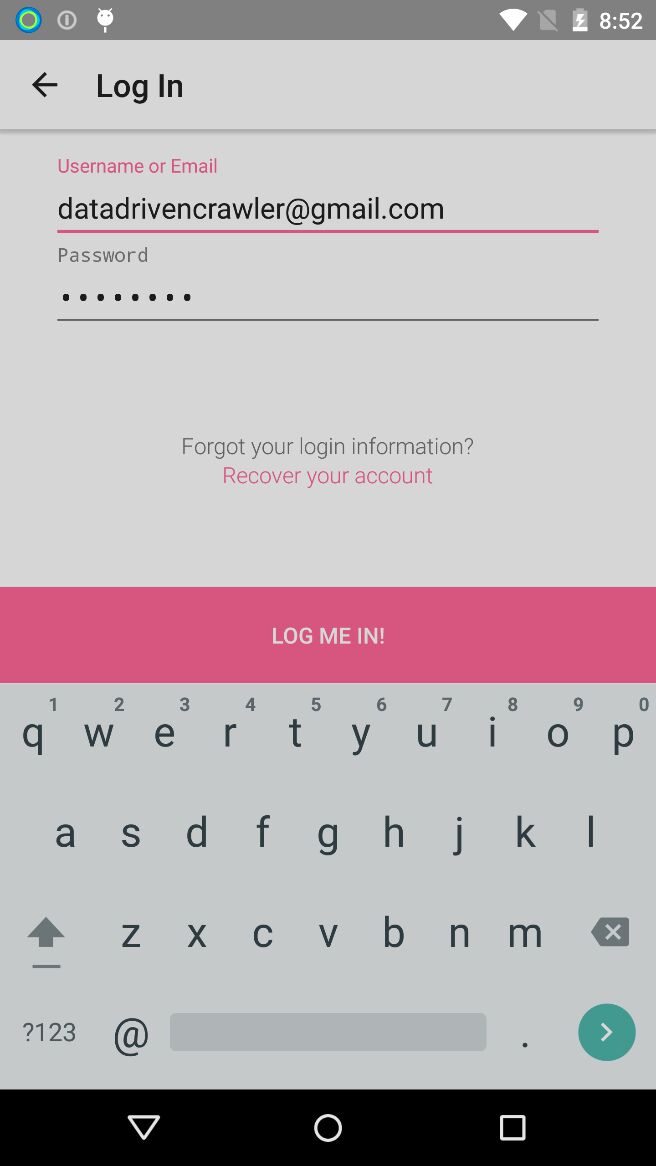 8:52
Log In
Username or Email
datadrivencrawler@gmail.com
Password
••••••••
Forgot your login information?
Recover your account
LOG ME IN!
1 2 3 4 5 6 7 8 9 0
q w e r t y u i o p
a s d f g h j k l
z x c v b n m
?123 @ .